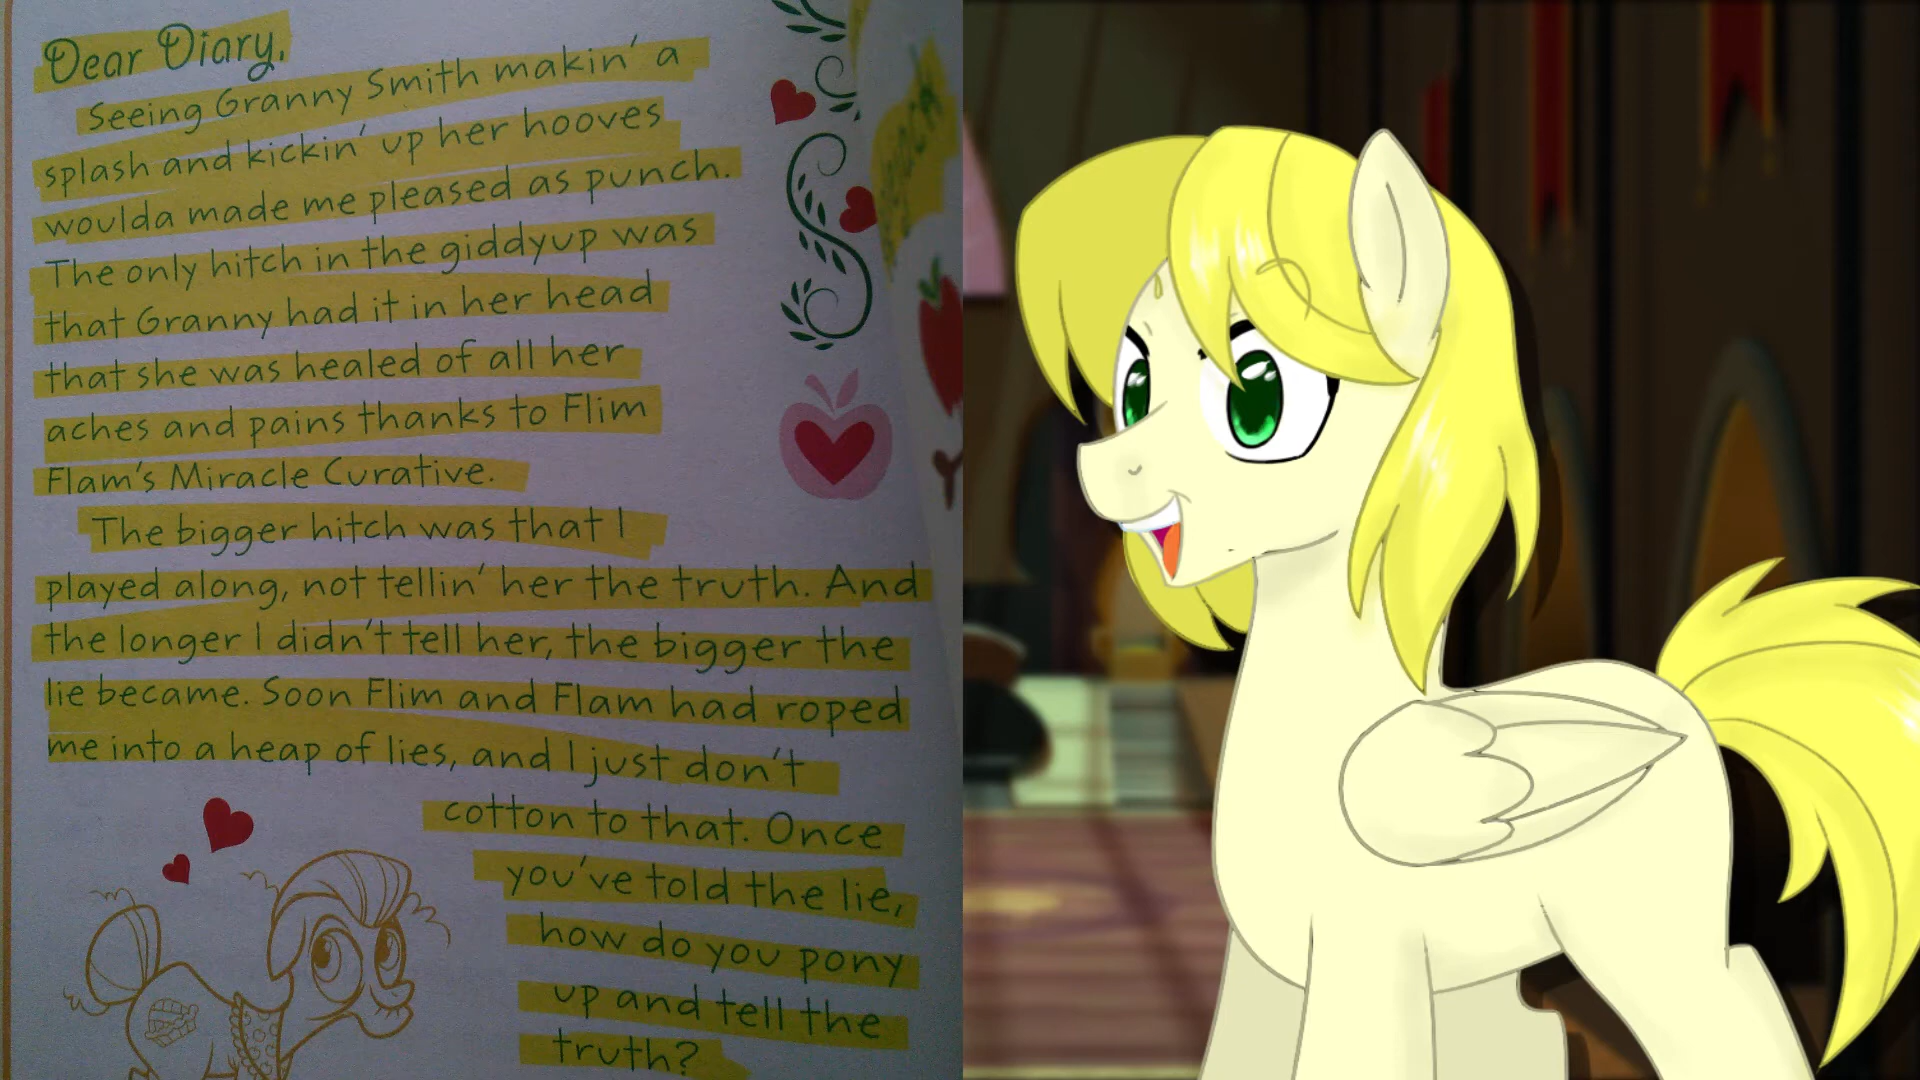 Dear Diary,
Seeing Granny Smith makin' a
splash and kickin' up her hooves
woulda made me pleased as punch.
The only hitch in the giddyup was
that Granny had it in her head
that she was healed of all her
aches and pains thanks to Flim
Flam's Miracle Curative.
The bigger hitch was that I
played along, not tellin' her the truth. And
the longer I didn't tell her, the bigger the
lie became. Soon Flim and Flam had roped
me into a heap of lies, and I just don't
cotton to that. Once
you've told the lie,
how do you pony
up and tell the
truth?